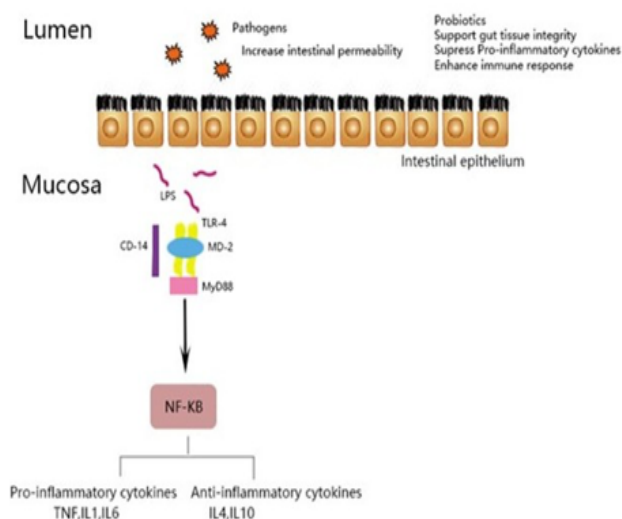 Lumen
Pathogens
Increase intestinal permeability
Probiotics
Support gut tissue integrity
Supress Pro-inflammatory cytokines
Enhance immune response
Intestinal epithelium
Mucosa
LPS
TLR-4
CD-14
MD-2
MyD88
NF-KB
Pro-inflammatory cytokines
TNF,IL1,IL6
Anti-inflammatory cytokines
IL4,IL10